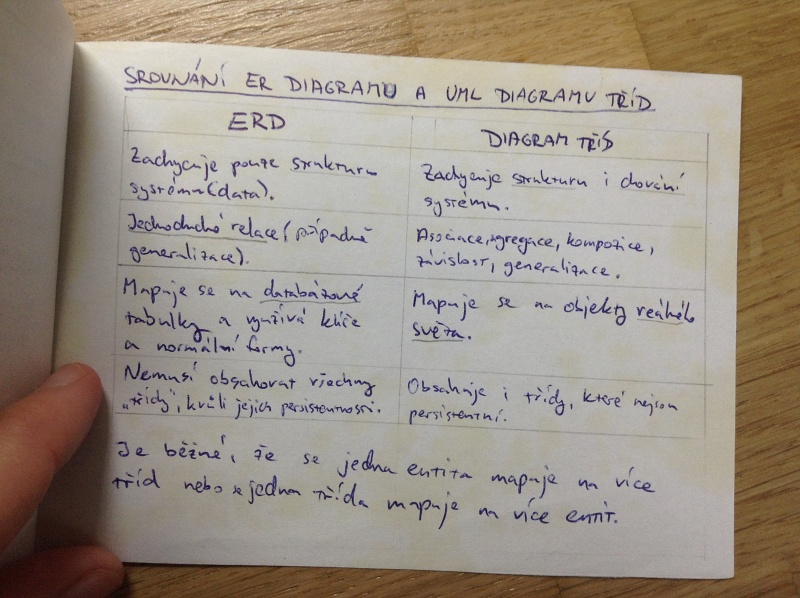 SROVNÁNÍ ER DIAGRAMU A UML DIAGRAMU TŘÍD
ERD
Zachycuje pouze strukturu
systému (data).
Jednoduché relace (případně
generalizace).
Mapuje se na databázové
tabulky a využívá klíče
a normální formy.
Nemusí obsahovat všechny
„třídy“, kvůli jejich persistentnosti.
DIAGRAM TŘÍD
Zachycuje strukturu i chování
systému.
Asociace, agregace, kompozice,
závislost, generalizace.
Mapuje se na objekty reálného
světa.
Obsahuje i třídy, které nejsou
persistentní.
Je běžné, že se jedna entita mapuje na více
tříd nebo se jedna třída mapuje na více entit.